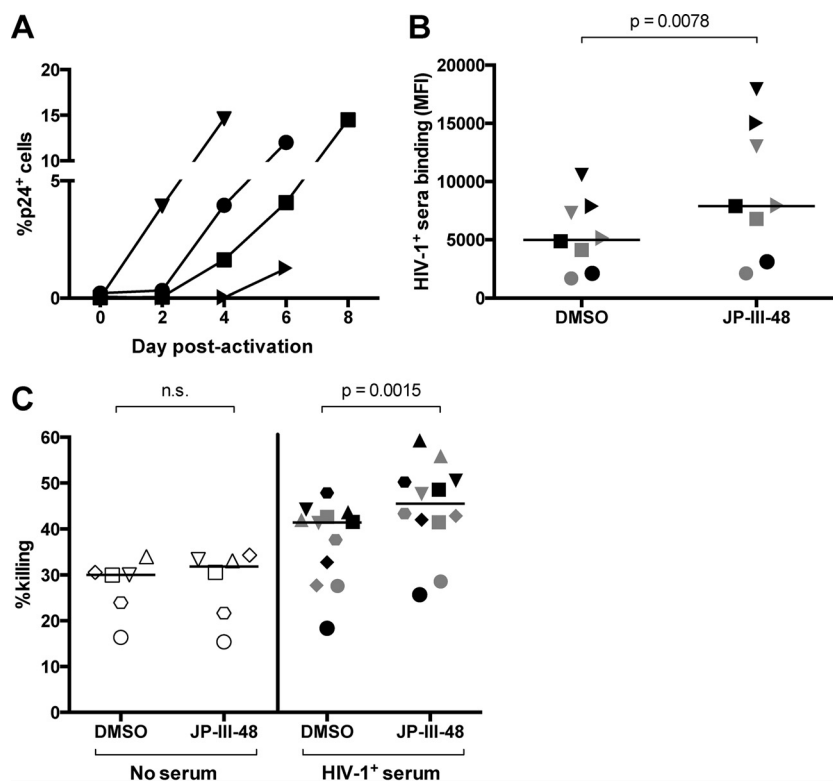 A
20
15
10
5
0
%p24+ cells
0 2 4 6 8
Day post-activation
B
p = 0.0078
20000
15000
10000
5000
0
HIV-1+ sera binding (MFI)
DMSO JP-III-48
C
n.s. p = 0.0015
60
50
40
30
20
10
0
%killing
DMSO JP-III-48 DMSO JP-III-48
No serum HIV-1+ serum